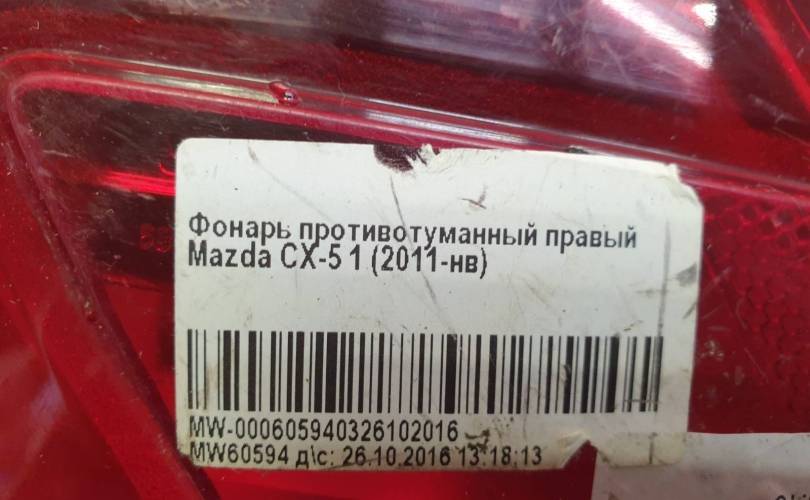 Фонарь противотуманный правый
Mazda CX-5 1 (2011-нв)
MW-000605940326102016
MW60594 д\с: 26.10.2016 13:18:13